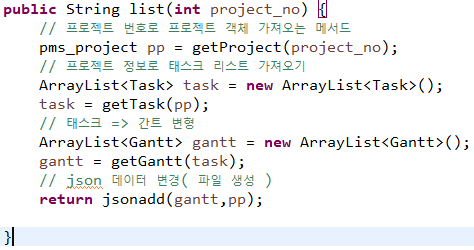 public String list(int project_no) {
// 프로젝트 번호로 프로젝트 객체 가져오는 메서드
pms_project pp = getProject(project_no);
// 프로젝트 정보로 태스크 리스트 가져오기
ArrayList<Task> task = new ArrayList<Task>();
task = getTask(pp);
// 태스크 => 간트 변형
ArrayList<Gantt> gantt = new ArrayList<Gantt>();
gantt = getGantt(task);
// json 데이터 변경( 파일 생성 )
return jsonadd(gantt,pp);
}